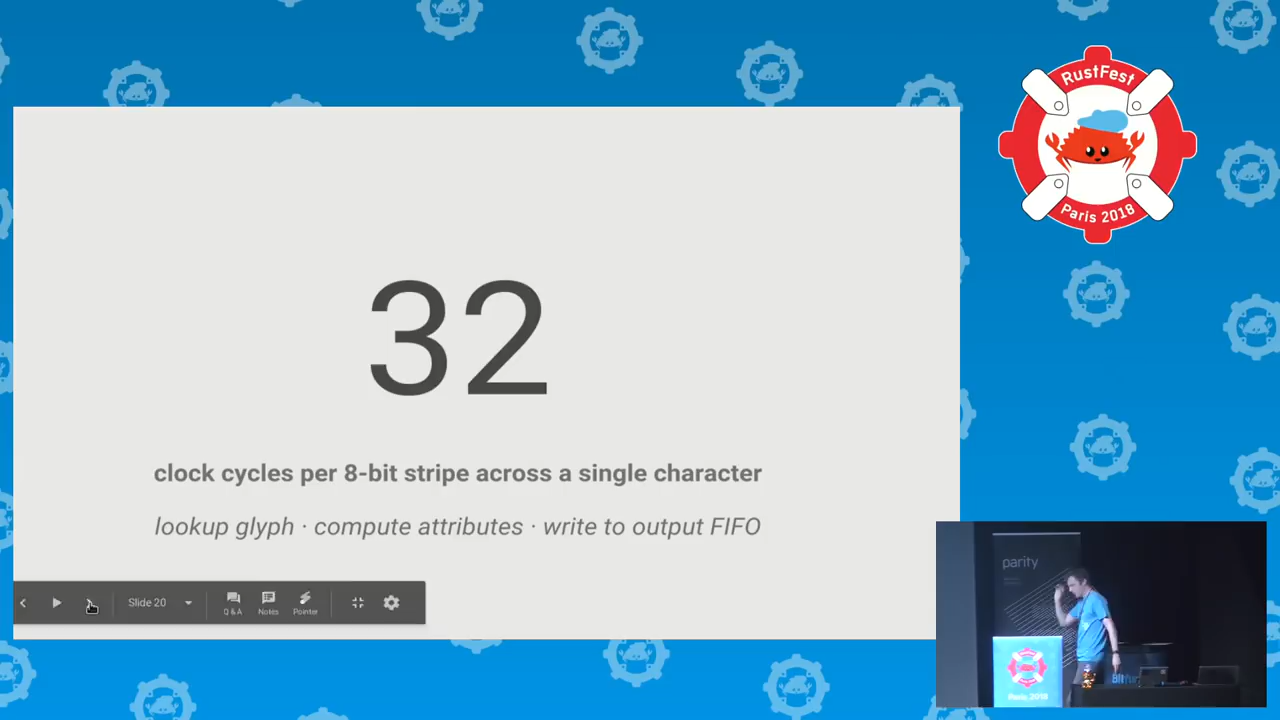 RustFest
Paris 2018
32
clock cycles per 8-bit stripe across a single character
lookup glyph · compute attributes · write to output FIFO
Slide 20
Q & A
Notes
Pointer
parity
Paris 2018